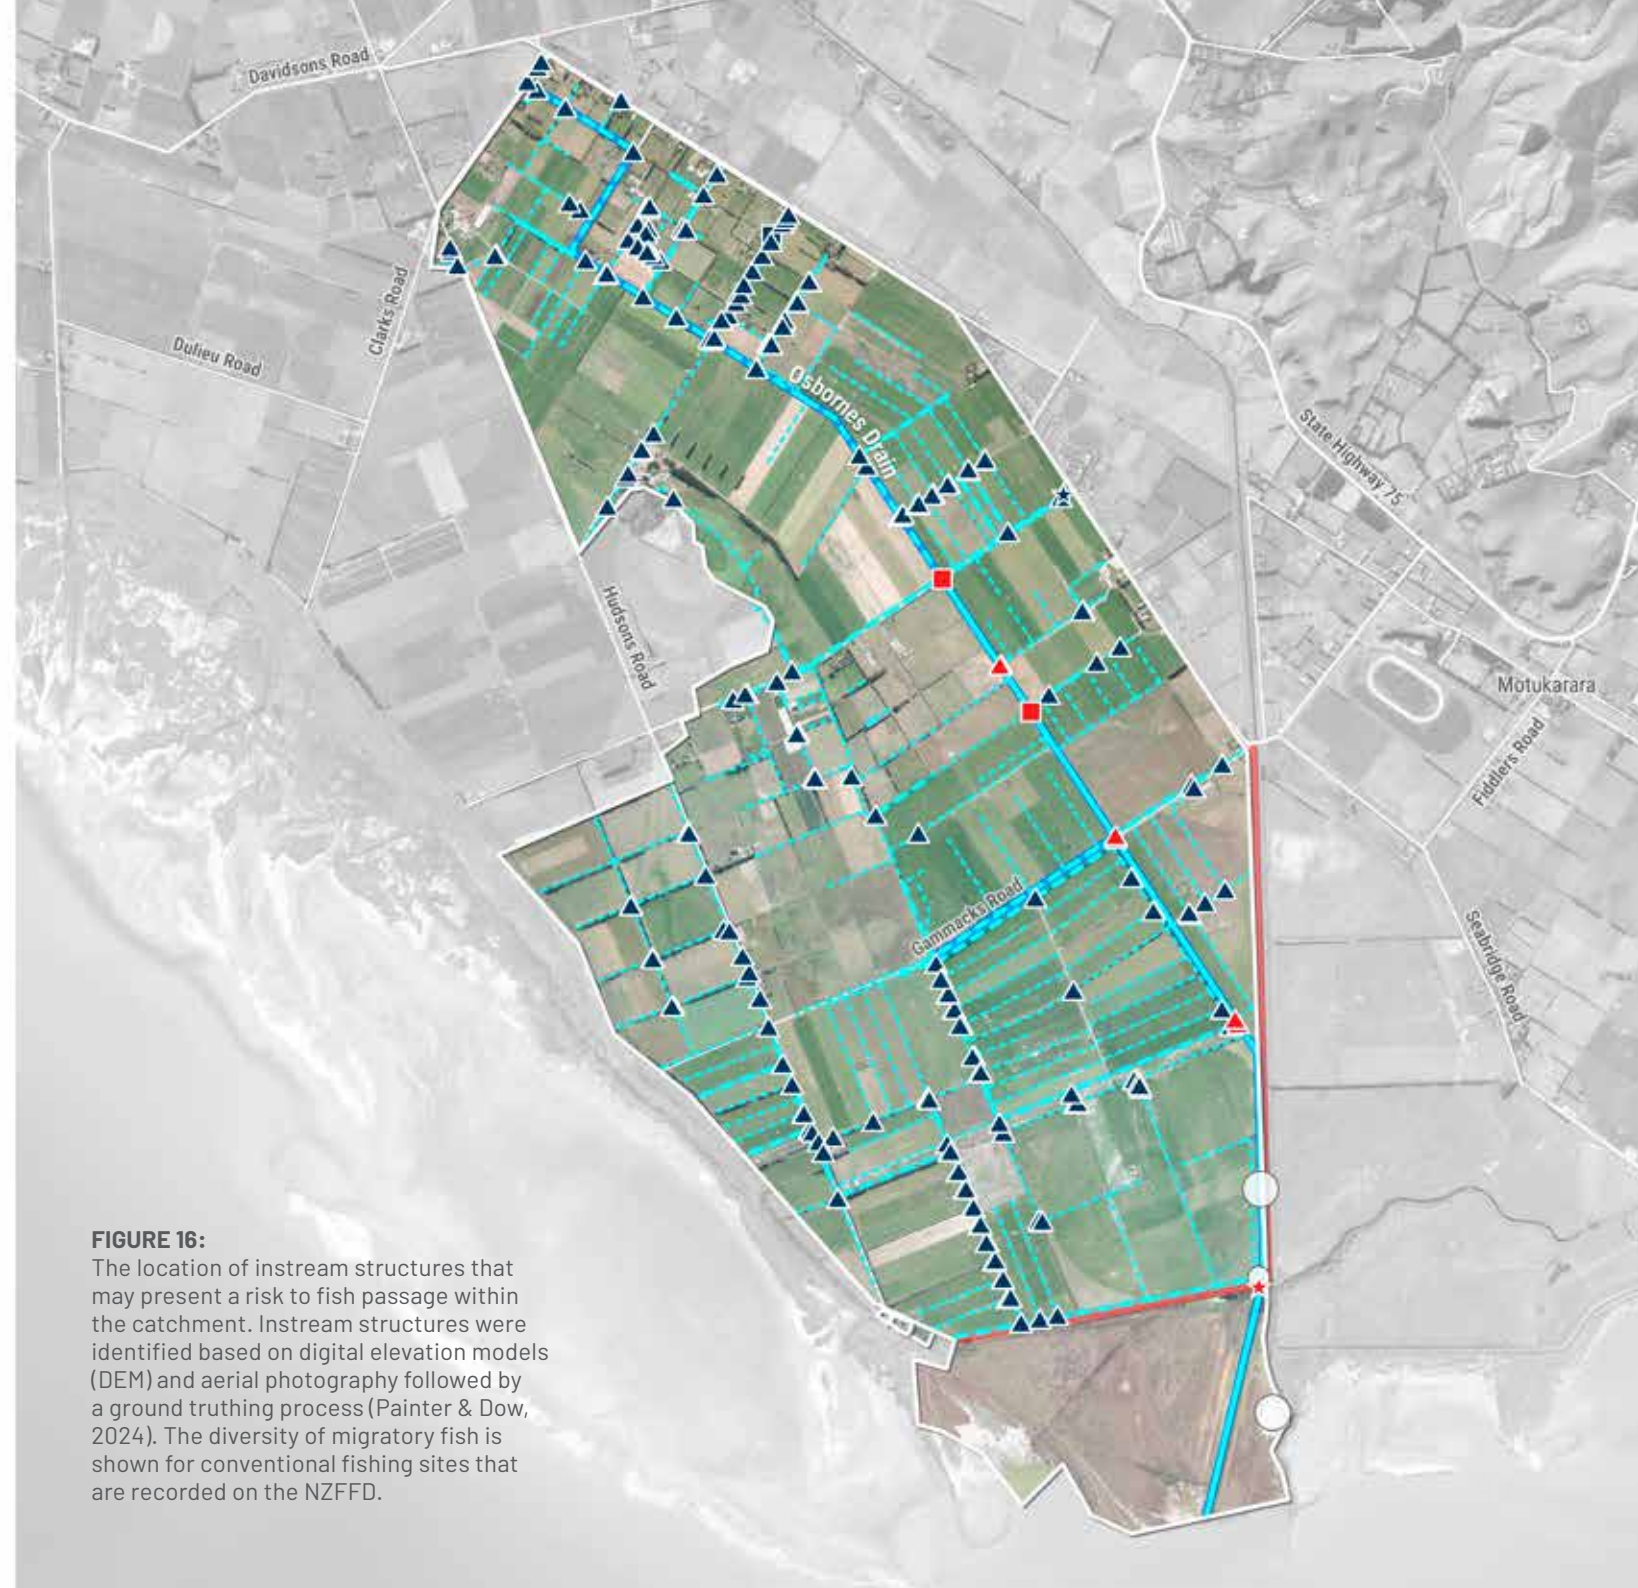 Davidsons Road
Clarks Road
Dulieu Road
Osbornes Drain
State Highway 75
Hudsons Road
Motukarara
Fiddlers Road
Gammacks Road
Seabridge Road
FIGURE 16:
The location of instream structures that
may present a risk to fish passage within
the catchment. Instream structures were
identified based on digital elevation models
(DEM) and aerial photography followed by
a ground truthing process (Painter & Dow,
2024). The diversity of migratory fish is
shown for conventional fishing sites that
are recorded on the NZFFD.